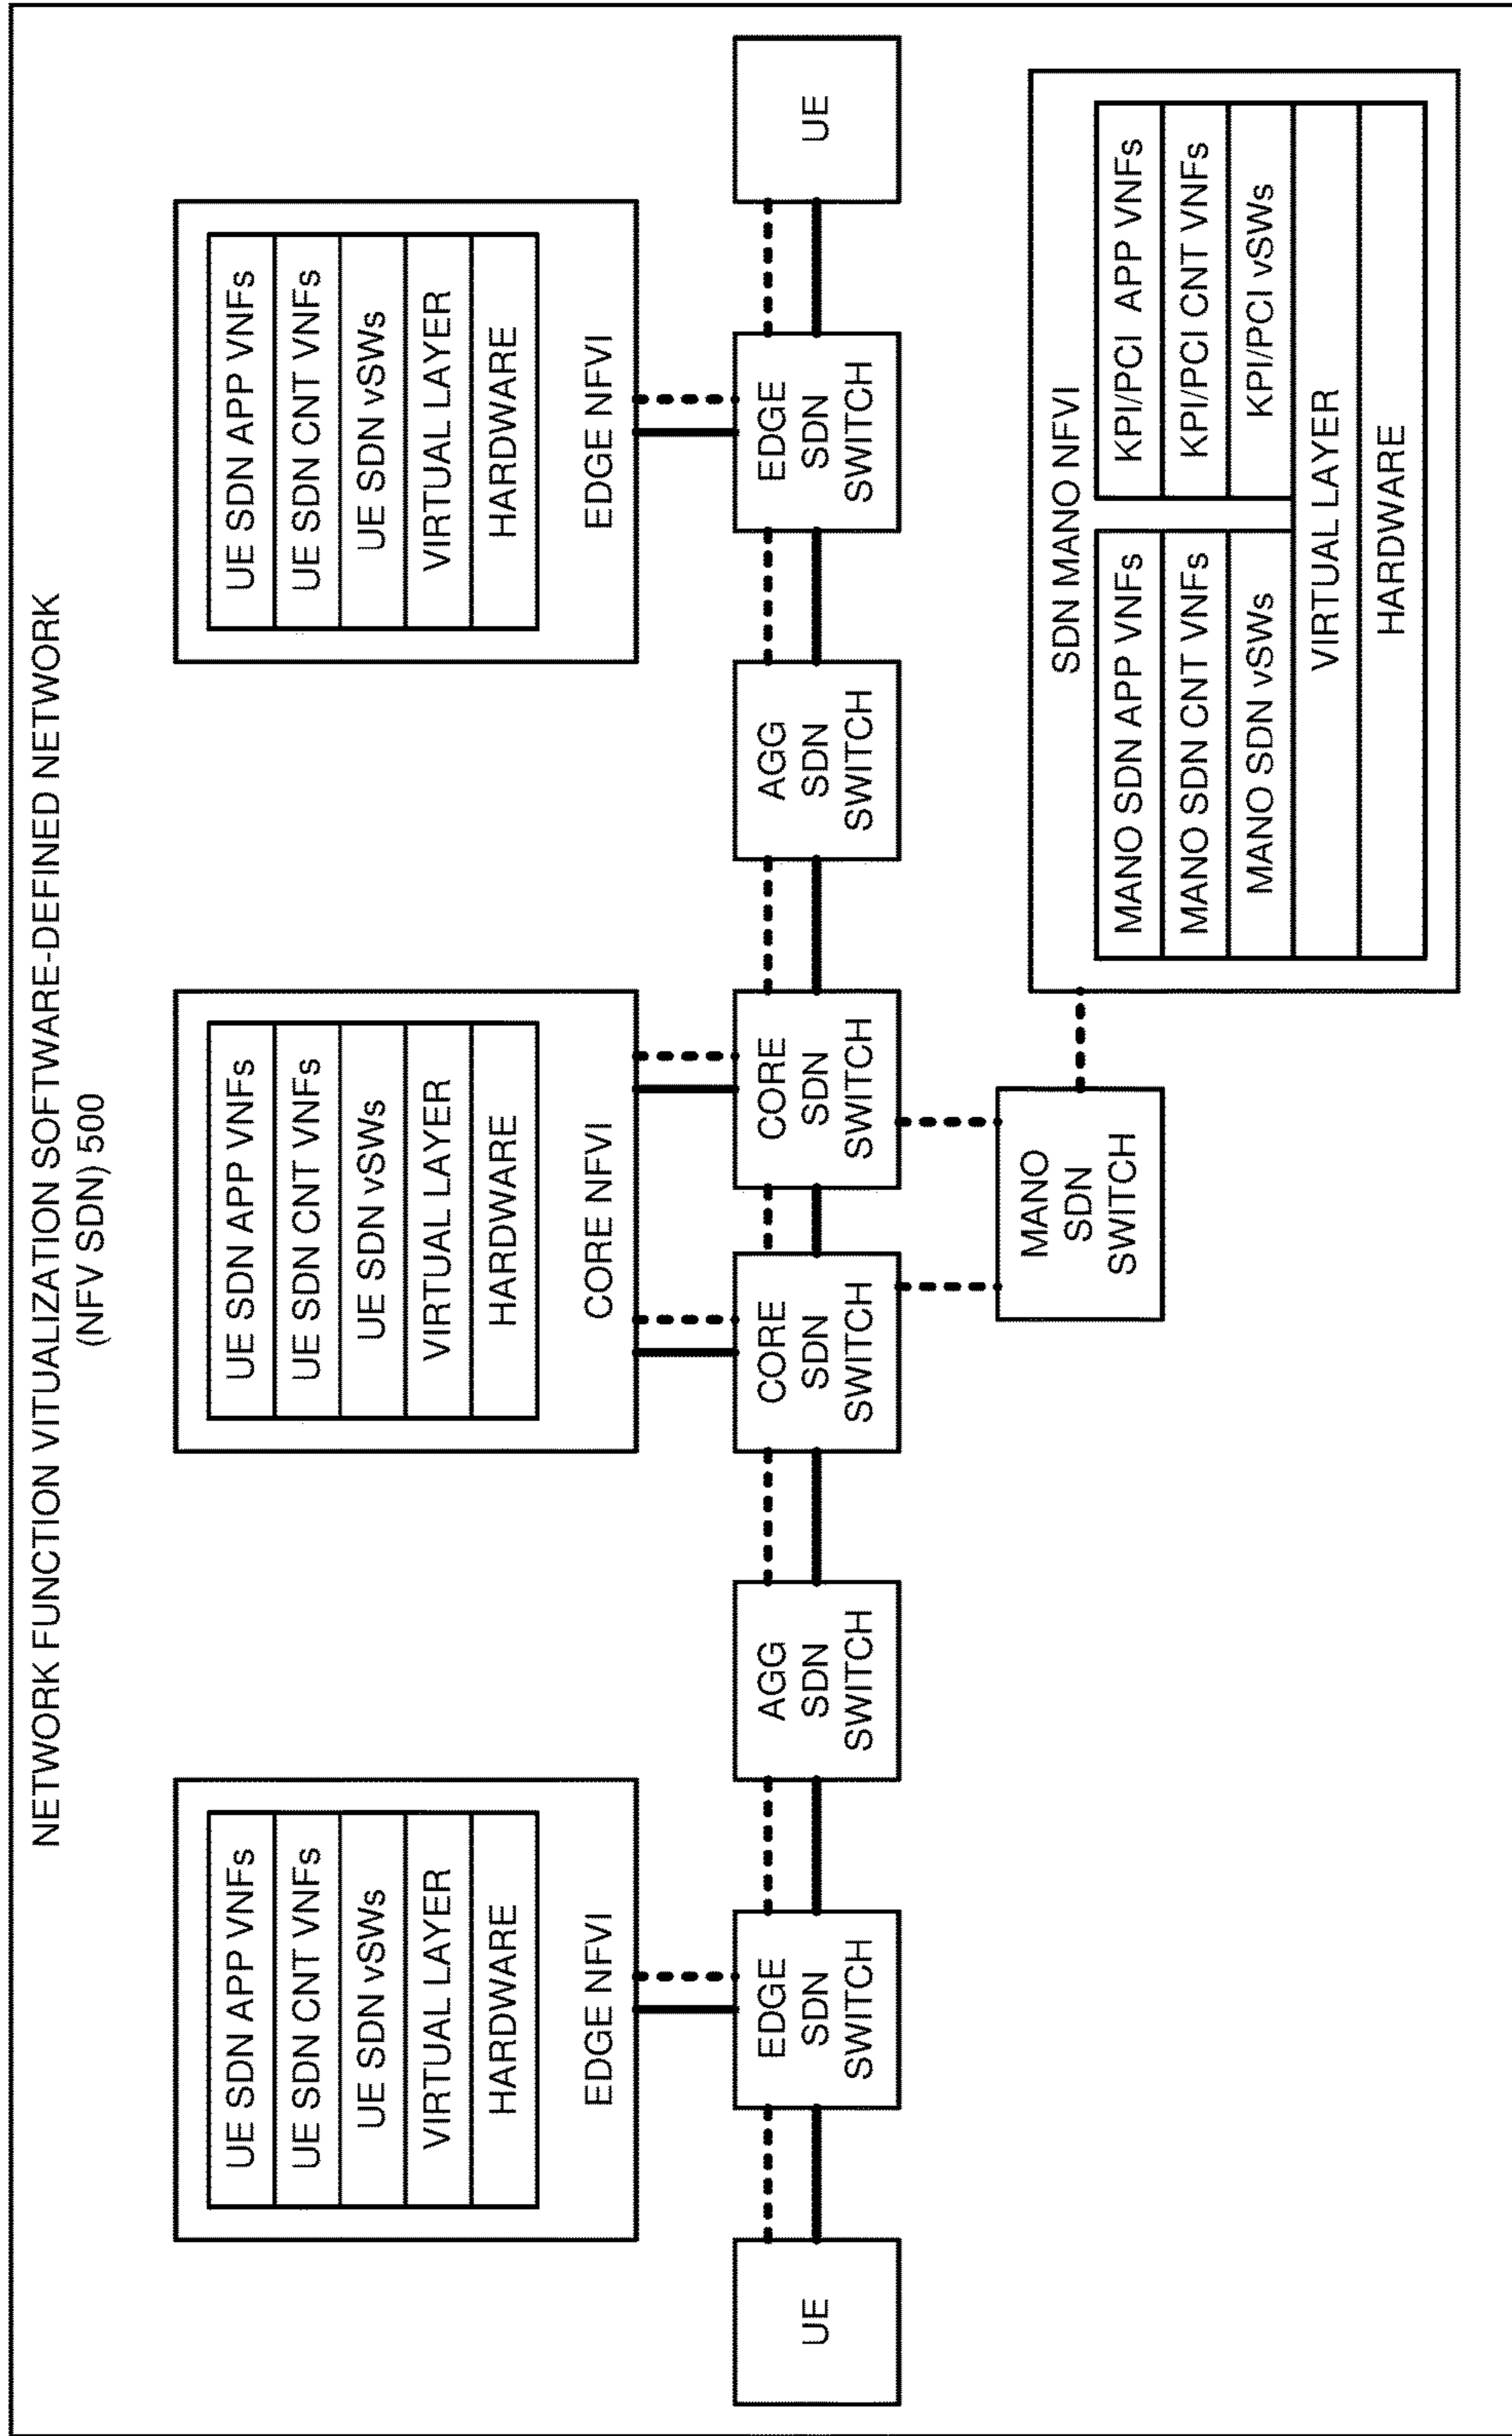 NETWORK FUNCTION VITUALIZATION SOFTWARE-DEFINED NETWORK
(NFV SDN) 500
UE SDN APP VNFs
UE SDN CNT VNFs
UE SDN vSWs
VIRTUAL LAYER
HARDWARE
EDGE NFVI
UE SDN APP VNFs
UE SDN CNT VNFs
UE SDN vSWs
VIRTUAL LAYER
HARDWARE
CORE NFVI
UE SDN APP VNFs
UE SDN CNT VNFs
UE SDN vSWs
VIRTUAL LAYER
HARDWARE
EDGE NFVI
UE
EDGE
SDN
SWITCH
AGG
SDN
SWITCH
CORE
SDN
SWITCH
CORE
SDN
SWITCH
AGG
SDN
SWITCH
EDGE
SDN
SWITCH
UE
MANO
SDN
SWITCH
SDN MANO NFVI
MANO SDN APP VNFs
MANO SDN CNT VNFs
MANO SDN vSWs
KPI/PCI APP VNFs
KPI/PCI CNT VNFs
KPI/PCI vSWs
VIRTUAL LAYER
HARDWARE